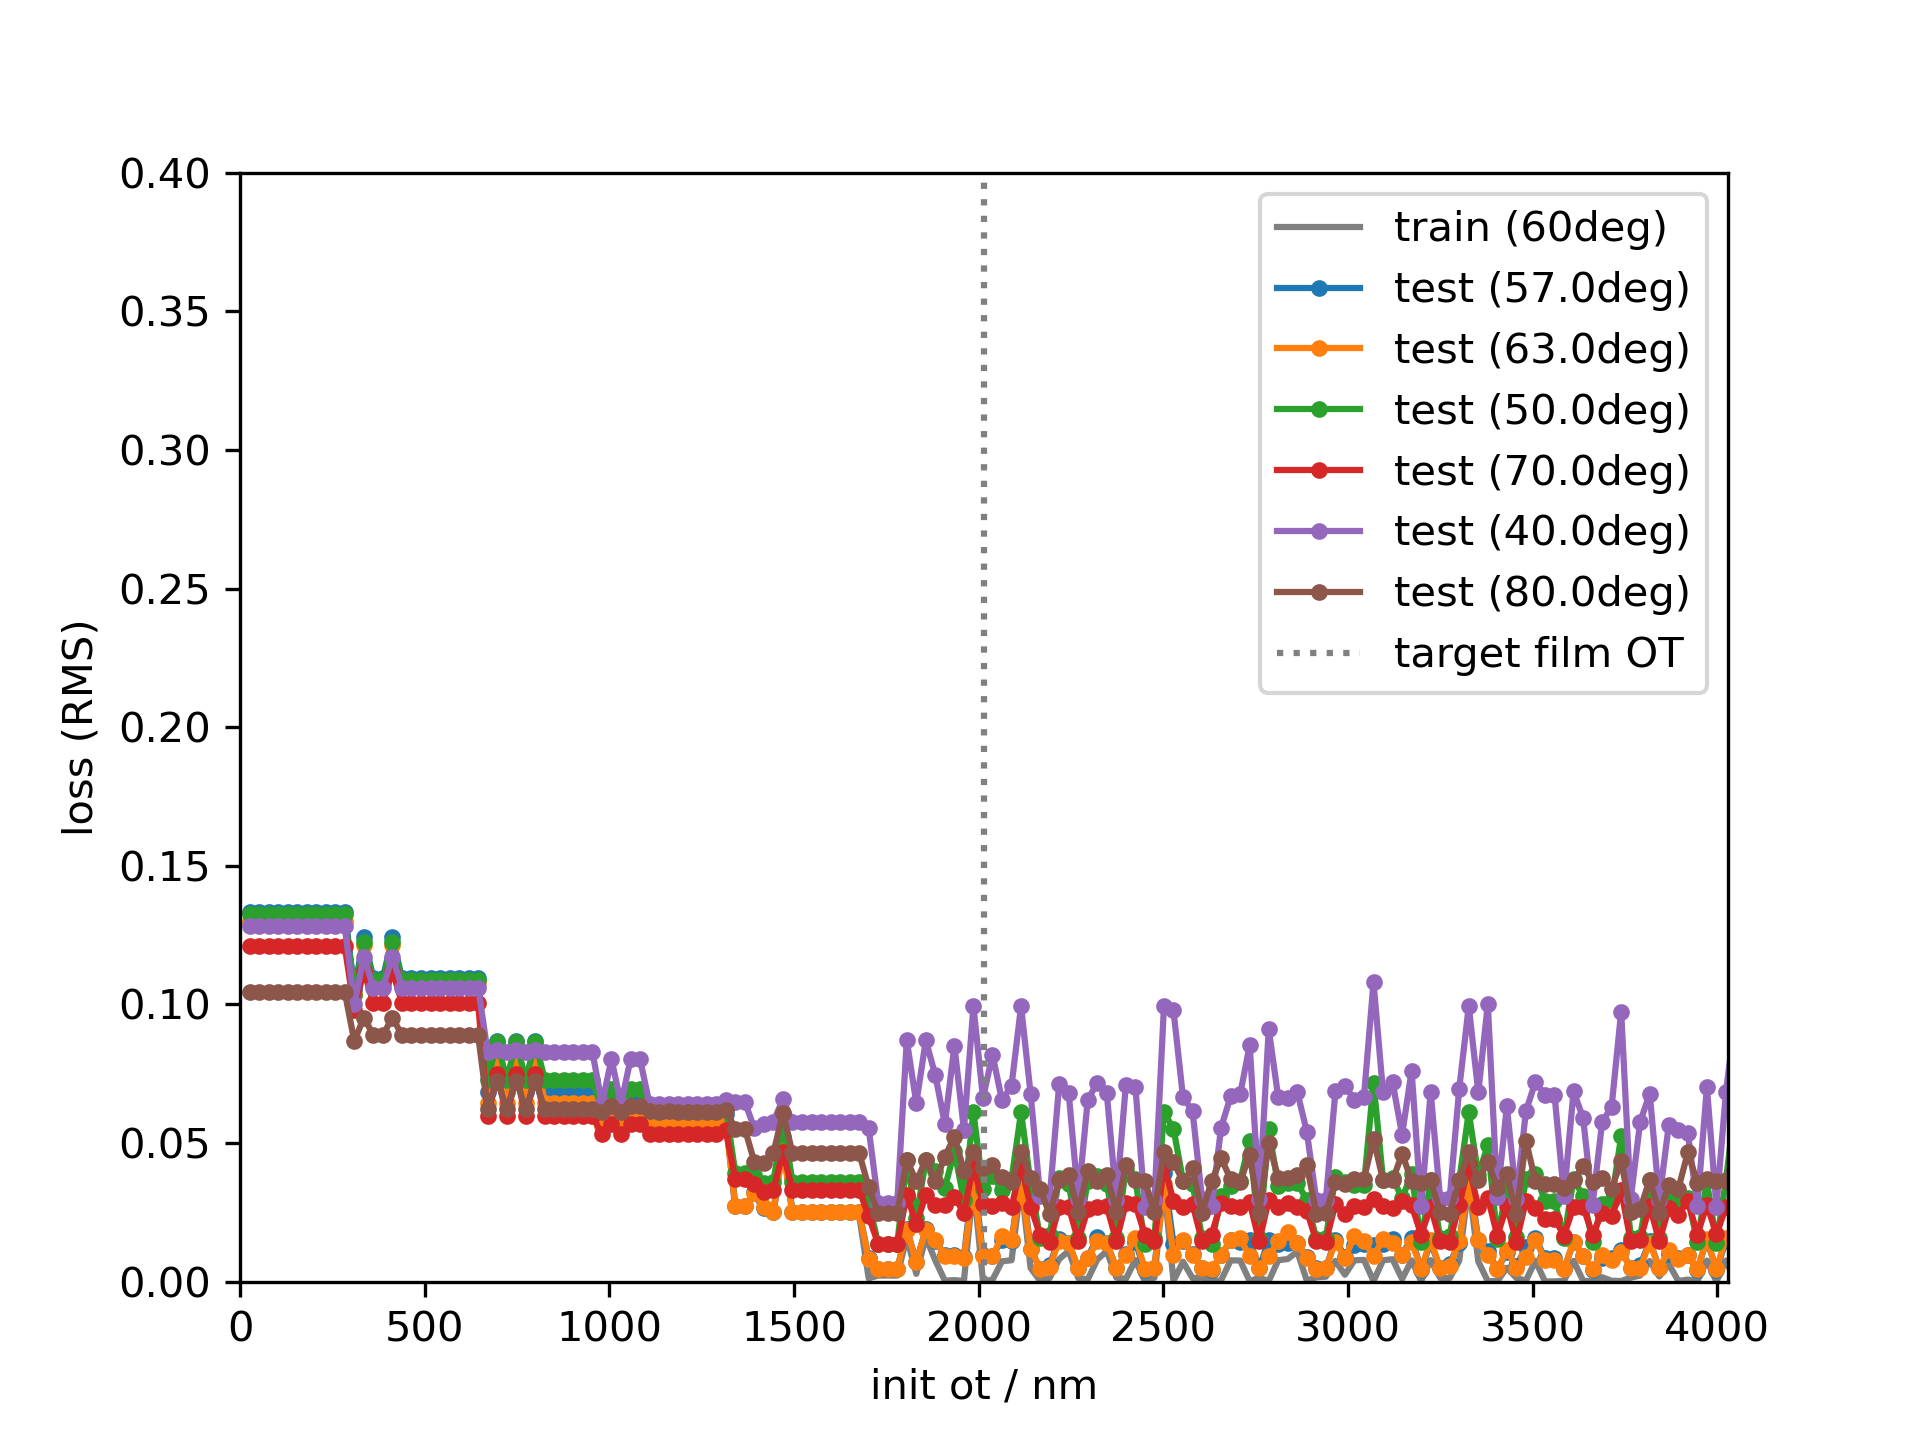 0.40
0.35
0.30
0.25
0.20
0.15
0.10
0.05
0.00
loss (RMS)
train (60deg)
test (57.0deg)
test (63.0deg)
test (50.0deg)
test (70.0deg)
test (40.0deg)
test (80.0deg)
target film OT
0 500 1000 1500 2000 2500 3000 3500 4000
init ot / nm